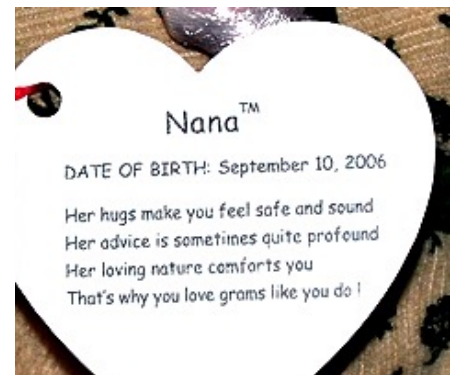 Nana™
DATE OF BIRTH: September 10, 2006
Her hugs make you feel safe and sound
Her advice is sometimes quite profound
Her loving nature comforts you
That's why you love grams like you do !